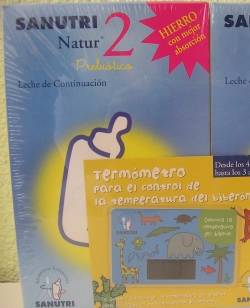 SANUTRI
Natur® 2
Prebiótico
HIERRO
con mejor
absorción
Leche de Continuación
Desde los 4
hasta los 3 a
Termómetro
para el control de
la temperatura del biberón
SANUTRI
SANUTRI